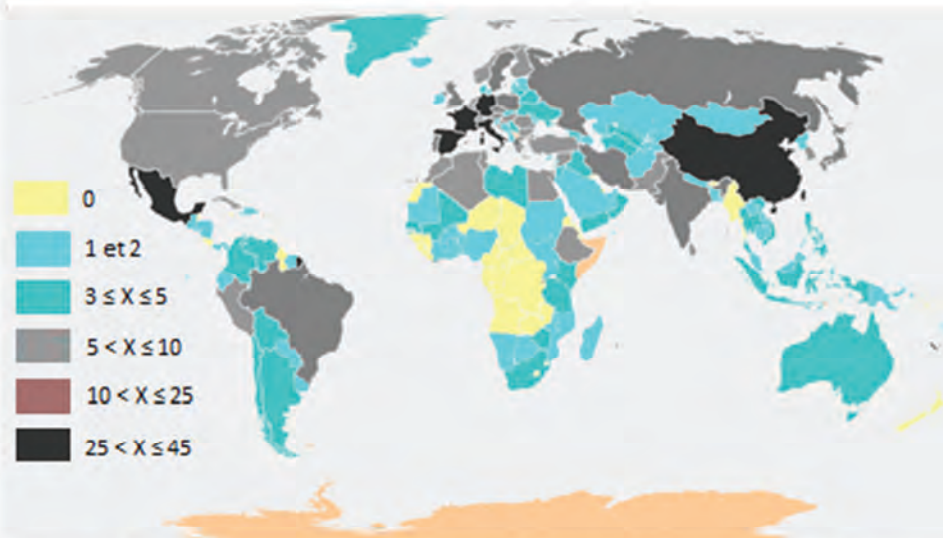 0
1 et 2
3 ≤ X ≤ 5
5 < X ≤ 10
10 < X ≤ 25
25 < X ≤ 45